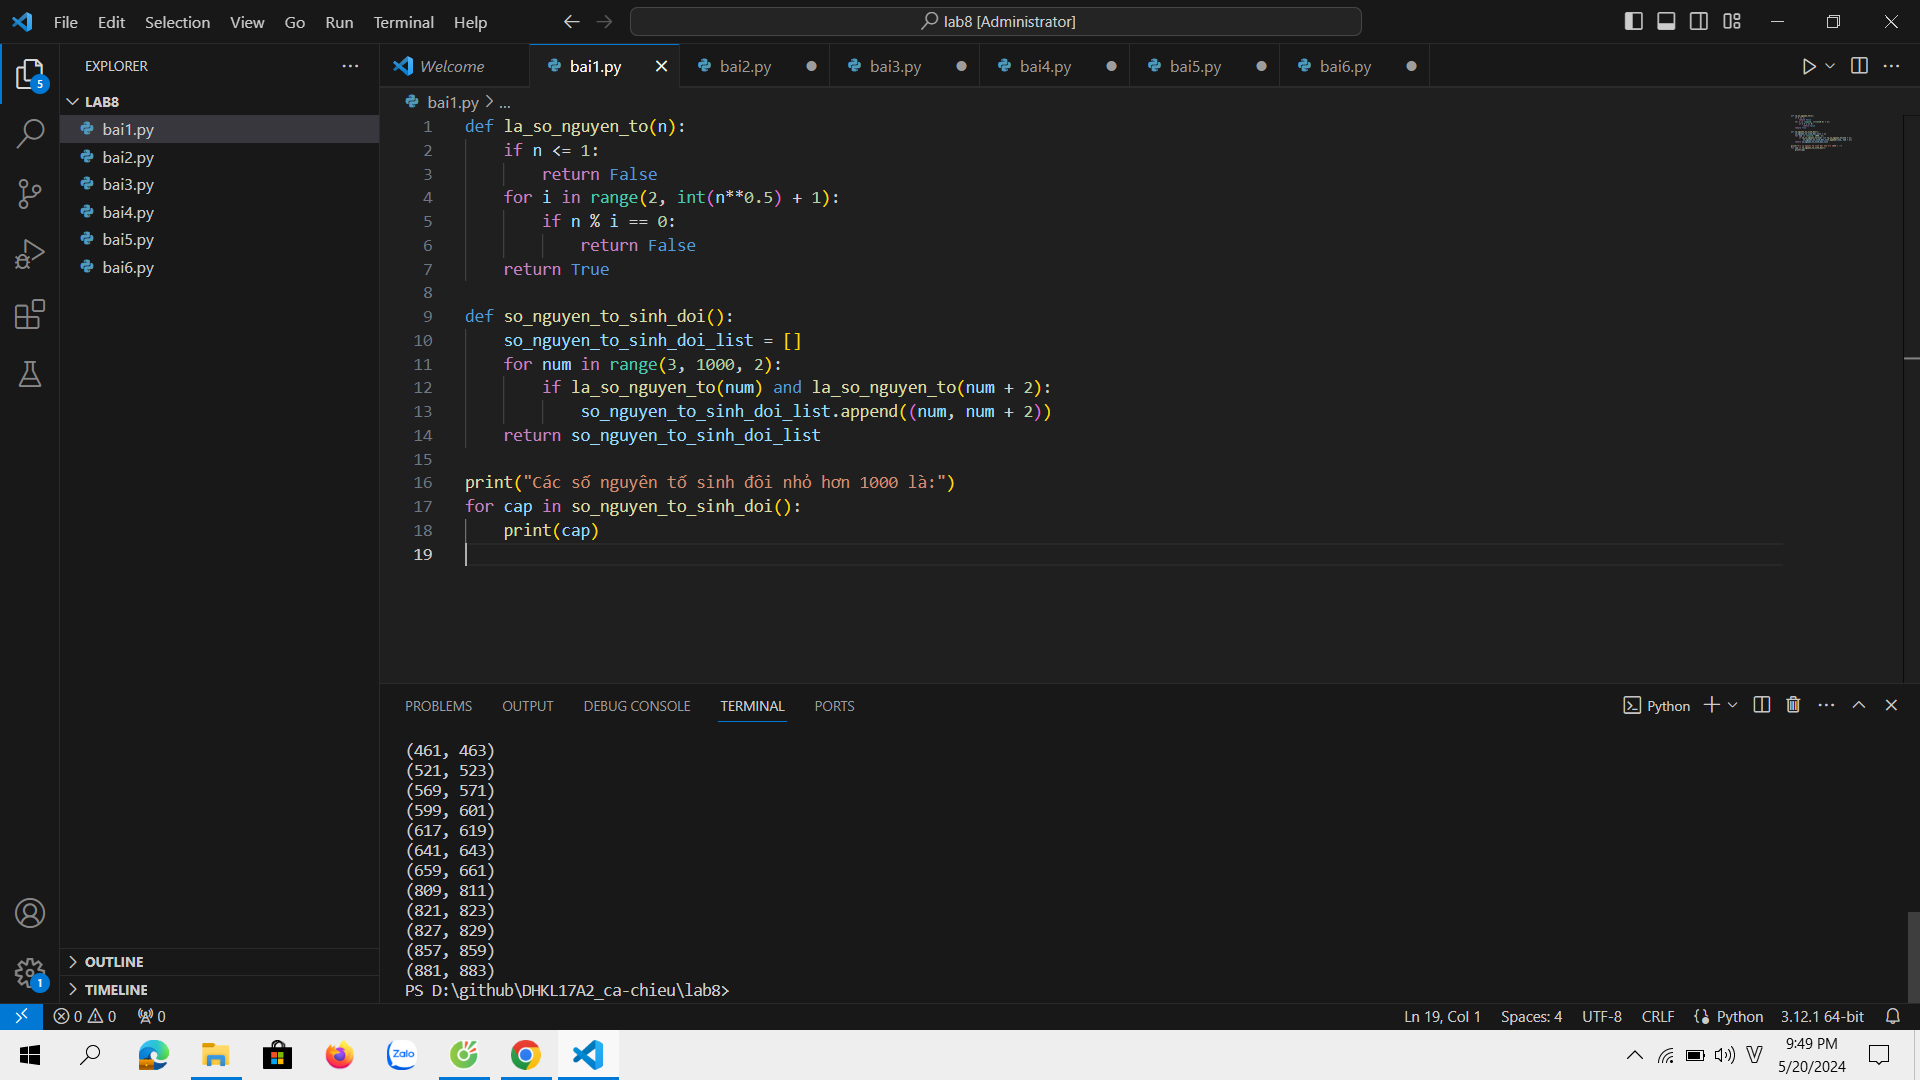 File Edit Selection View Go Run Terminal Help
lab8 [Administrator]
EXPLORER
5
LAB8
bai1.py
bai2.py
bai3.py
bai4.py
bai5.py
bai6.py
OUTLINE
TIMELINE
1
Welcome bai1.py bai2.py bai3.py bai4.py bai5.py bai6.py
bai1.py > ...
1 def la_so_nguyen_to(n):
2     if n <= 1:
3         return False
4     for i in range(2, int(n**0.5) + 1):
5         if n % i == 0:
6             return False
7     return True
8
9 def so_nguyen_to_sinh_doi():
10     so_nguyen_to_sinh_doi_list = []
11     for num in range(3, 1000, 2):
12         if la_so_nguyen_to(num) and la_so_nguyen_to(num + 2):
13             so_nguyen_to_sinh_doi_list.append((num, num + 2))
14     return so_nguyen_to_sinh_doi_list
15
16 print("Các số nguyên tố sinh đôi nhỏ hơn 1000 là:")
17 for cap in so_nguyen_to_sinh_doi():
18     print(cap)
19
PROBLEMS OUTPUT DEBUG CONSOLE TERMINAL PORTS
Python
(461, 463)
(521, 523)
(569, 571)
(599, 601)
(617, 619)
(641, 643)
(659, 661)
(809, 811)
(821, 823)
(827, 829)
(857, 859)
(881, 883)
PS D:\github\DHKL17A2_ca-chieu\lab8>
0 0 0
Ln 19, Col 1 Spaces: 4 UTF-8 CRLF Python 3.12.1 64-bit
Zalo
V
9:49 PM
5/20/2024